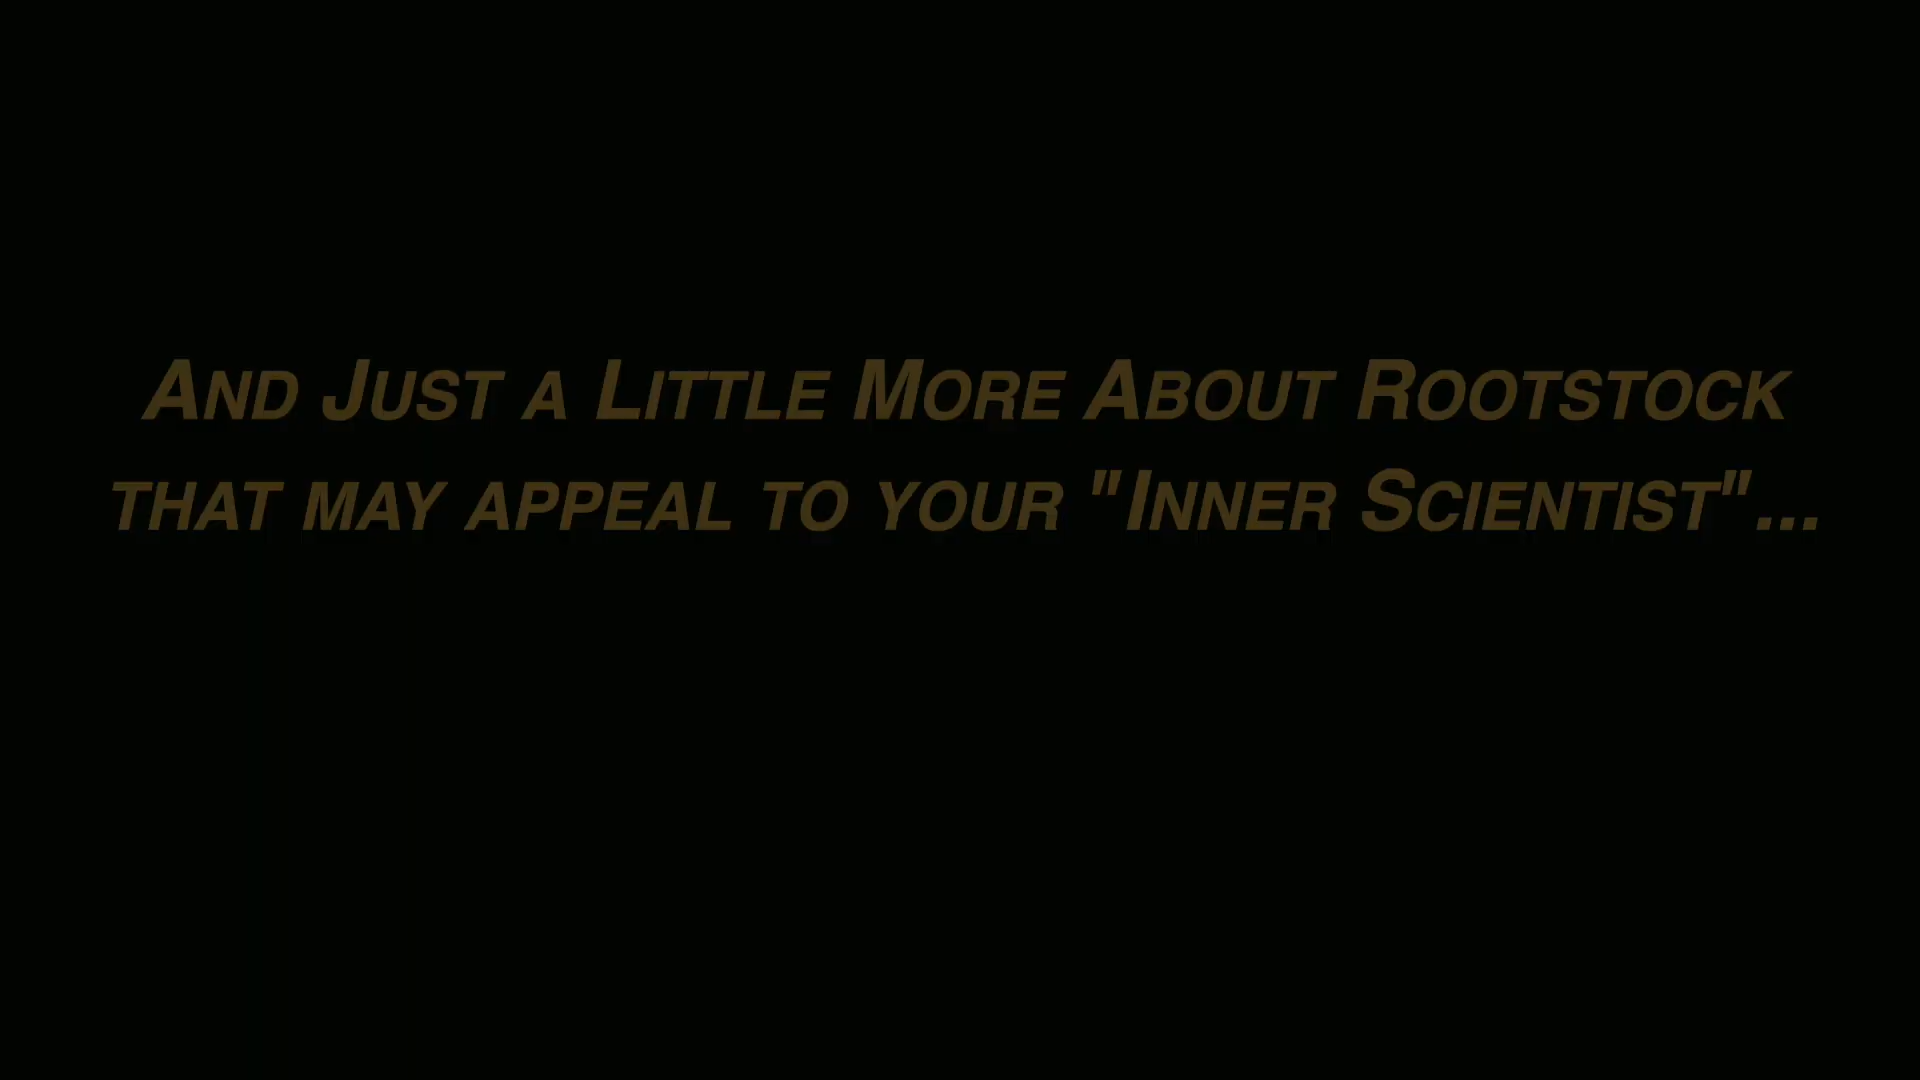 And Just a Little More About Rootstock
that may appeal to your "Inner Scientist"...